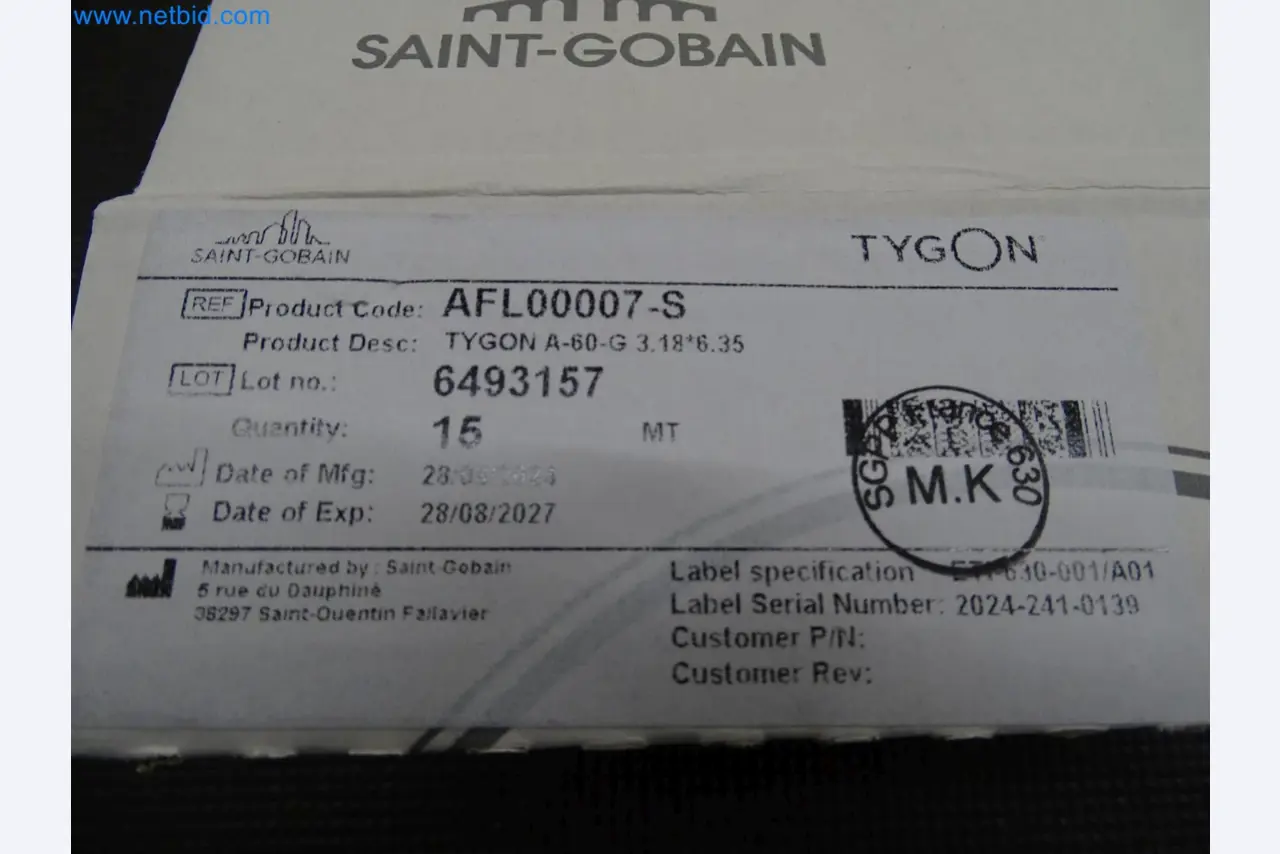 www.netbid.com
SAINT-GOBAIN
SAINT-GOBAIN
TYGON
REF Product Code: AFL00007-S
Product Desc: TYGON A-60-G 3.18*6.35
LOT Lot no.: 6493157
Quantity: 15 MT
Date of Mfg:
Date of Exp: 28/08/2027
SGPPL France 630
M.K
Manufactured by : Saint-Gobain
5 rue du Dauphiné
38297 Saint-Quentin Fallavier
Label specification
Label Serial Number: 2024-241-0139
Customer P/N:
Customer Rev: